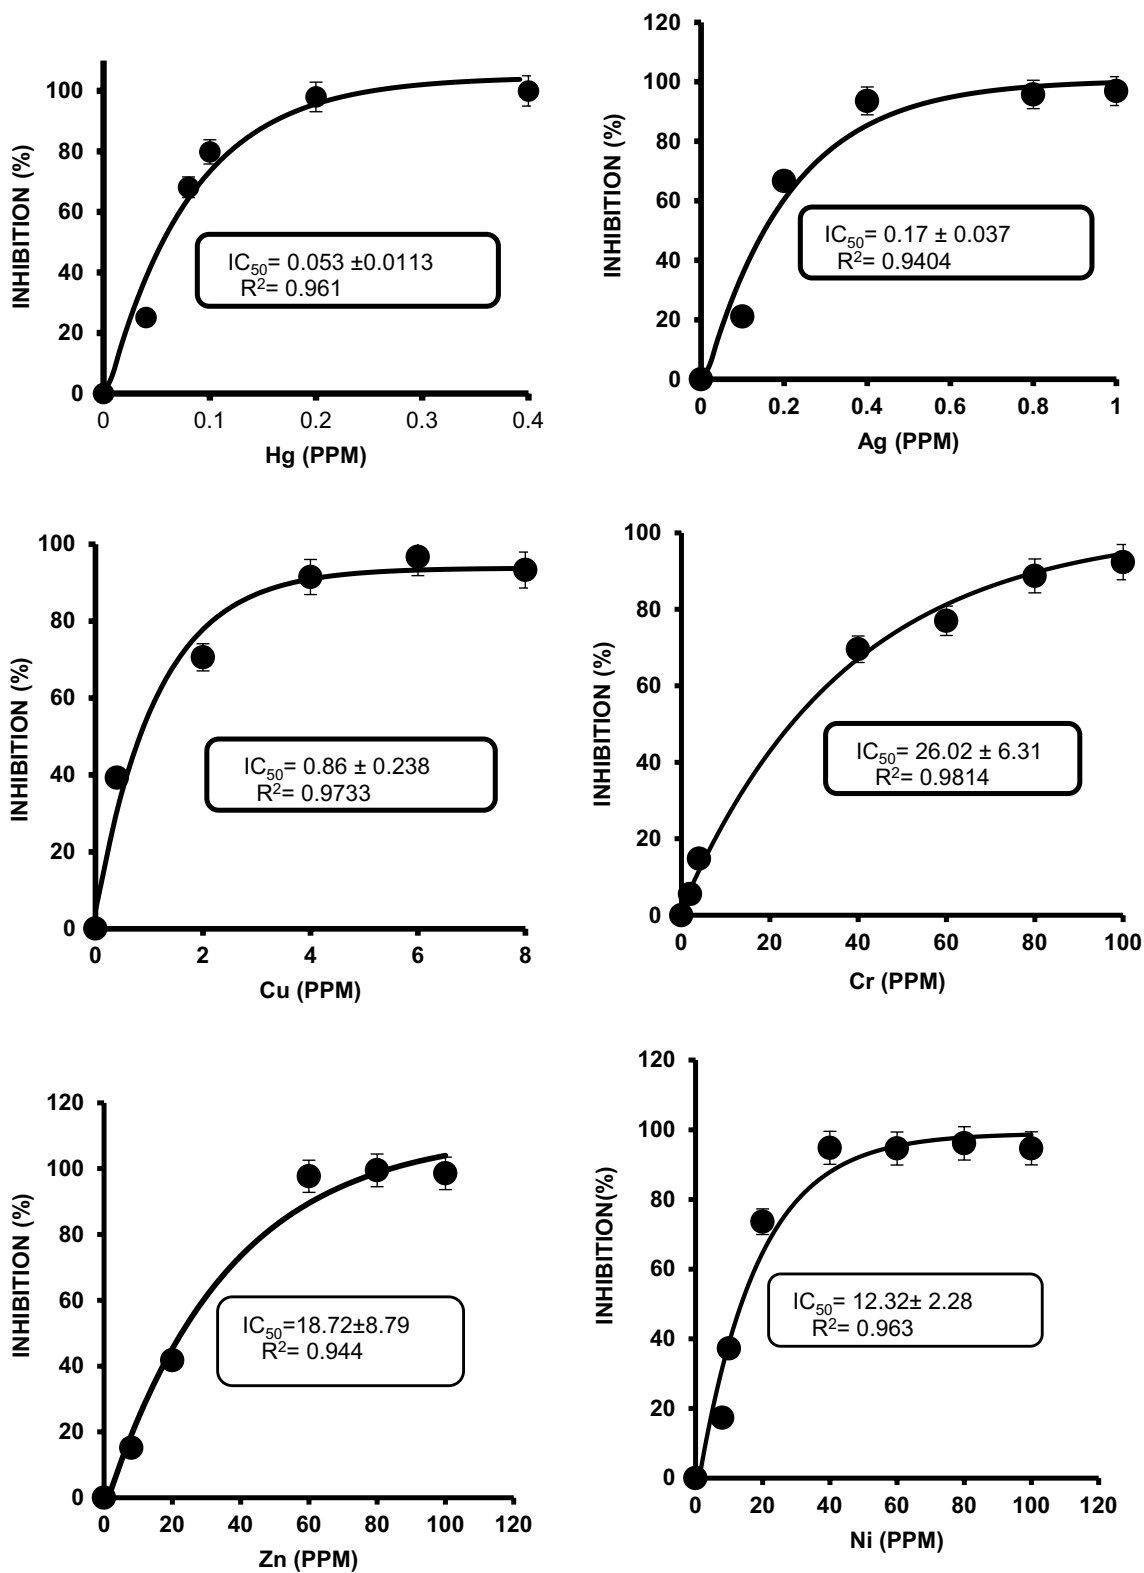 INHIBITION (%)
100
80
60
40
20
0
IC50= 0.053 ±0.0113
R2= 0.961
0 0.1 0.2 0.3 0.4
Hg (PPM)
INHIBITION (%)
120
100
80
60
40
20
0
IC50= 0.17 ± 0.037
R2= 0.9404
0 0.2 0.4 0.6 0.8 1
Ag (PPM)
INHIBITION (%)
100
80
60
40
20
0
IC50= 0.86 ± 0.238
R2= 0.9733
0 2 4 6 8
Cu (PPM)
INHIBITION (%)
100
80
60
40
20
0
IC50= 26.02 ± 6.31
R2= 0.9814
0 20 40 60 80 100
Cr (PPM)
INHIBITION (%)
120
100
80
60
40
20
0
IC50=18.72±8.79
R2= 0.944
0 20 40 60 80 100 120
Zn (PPM)
INHIBITION(%)
120
100
80
60
40
20
0
IC50= 12.32± 2.28
R2= 0.963
0 20 40 60 80 100 120
Ni (PPM)